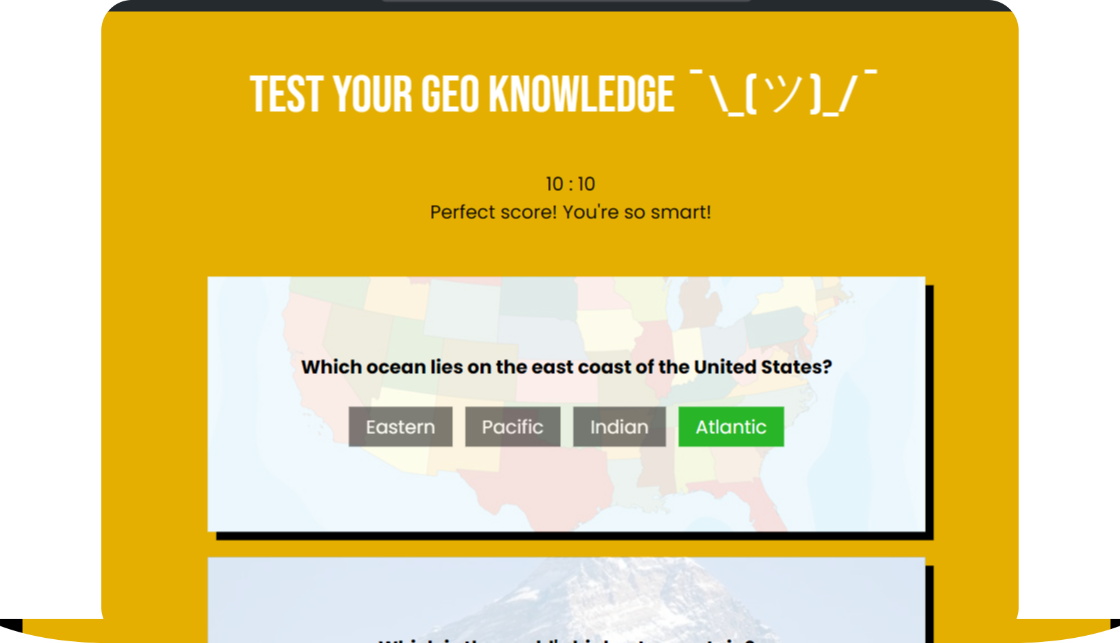 TEST YOUR GEO KNOWLEDGE ¯\_(ツ)_/¯
10 : 10
Perfect score! You're so smart!
Which ocean lies on the east coast of the United States?
Eastern Pacific Indian Atlantic